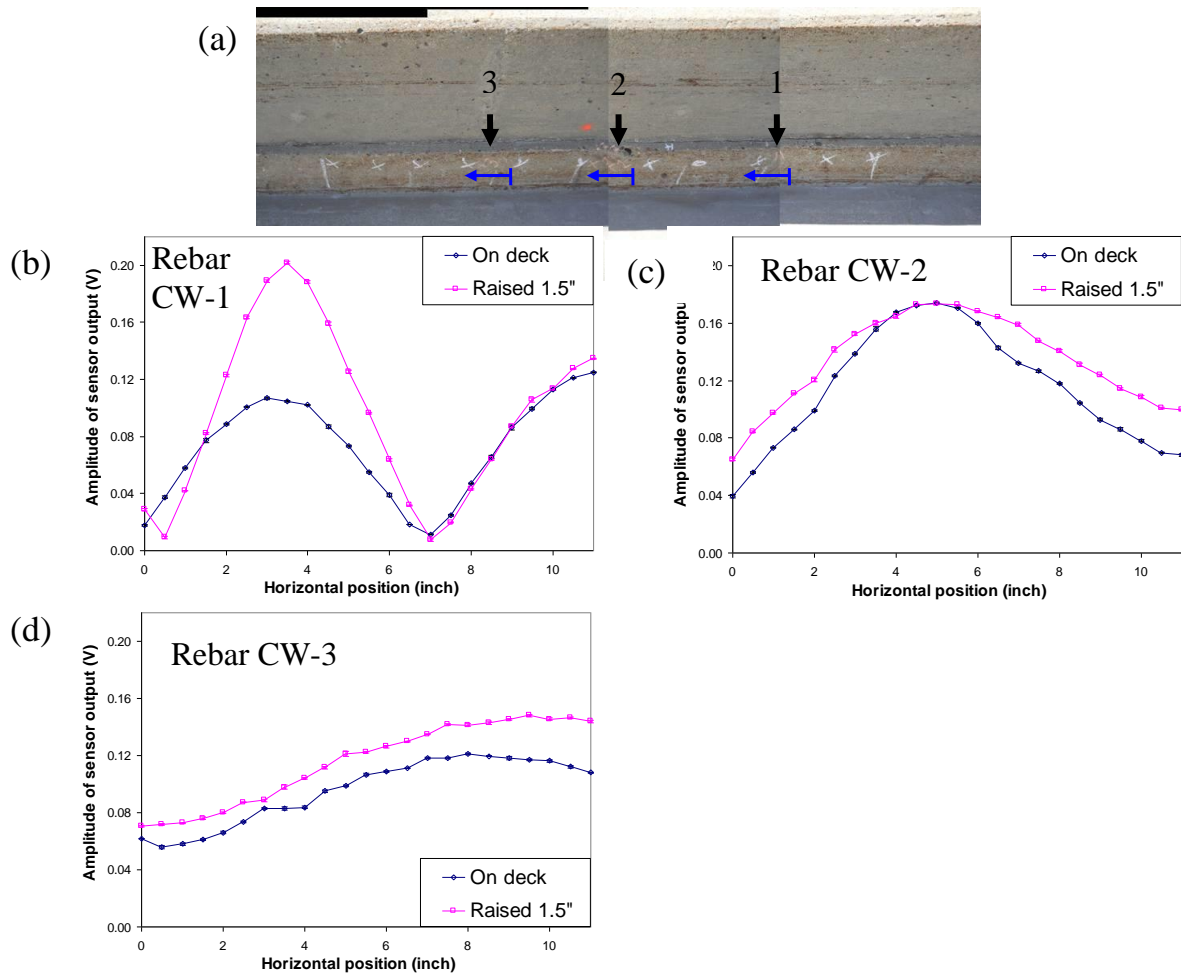 (a)
3
2
1
(b)
Rebar
CW-1
On deck
Raised 1.5"
Amplitude of sensor output (V)
0.20
0.16
0.12
0.08
0.04
0.00
0 2 4 6 8 10
Horizontal position (inch)
(c)
Rebar CW-2
On deck
Raised 1.5"
Amplitude of sensor outpu
0.20
0.16
0.12
0.08
0.04
0.00
0 2 4 6 8 10
Horizontal position (inch)
(d)
Rebar CW-3
On deck
Raised 1.5"
Amplitude of sensor output (V)
0.20
0.16
0.12
0.08
0.04
0.00
0 2 4 6 8 10
Horizontal position (inch)